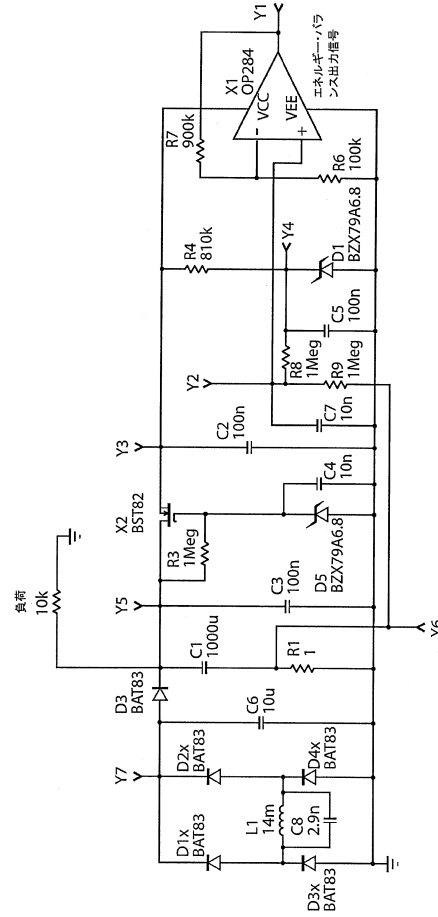 Y7
D1x
BAT83
D2x
BAT83
L1
14m
C8
2.9n
D3x
BAT83
D4x
BAT83
C6
10u
D3
BAT83
負荷
10k
Y5
C1
1000u
R1
1
Y6
C3
100n
R3
1Meg
X2
BST82
D5
BZX79A6.8
C4
10n
Y3
C2
100n
C7
10n
Y2
R8
1Meg
R9
1Meg
C5
100n
R4
810k
Y4
D1
BZX79A6.8
R7
900k
R6
100k
X1
OP284
VCC
VEE
-
+
Y1
エネルギー・バラ
ンス出力信号